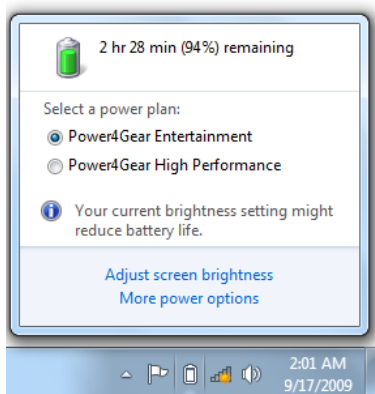 2 hr 28 min (94%) remaining
Select a power plan:
Power4Gear Entertainment
Power4Gear High Performance
Your current brightness setting might
reduce battery life.
Adjust screen brightness
More power options
2:01 AM
9/17/2009